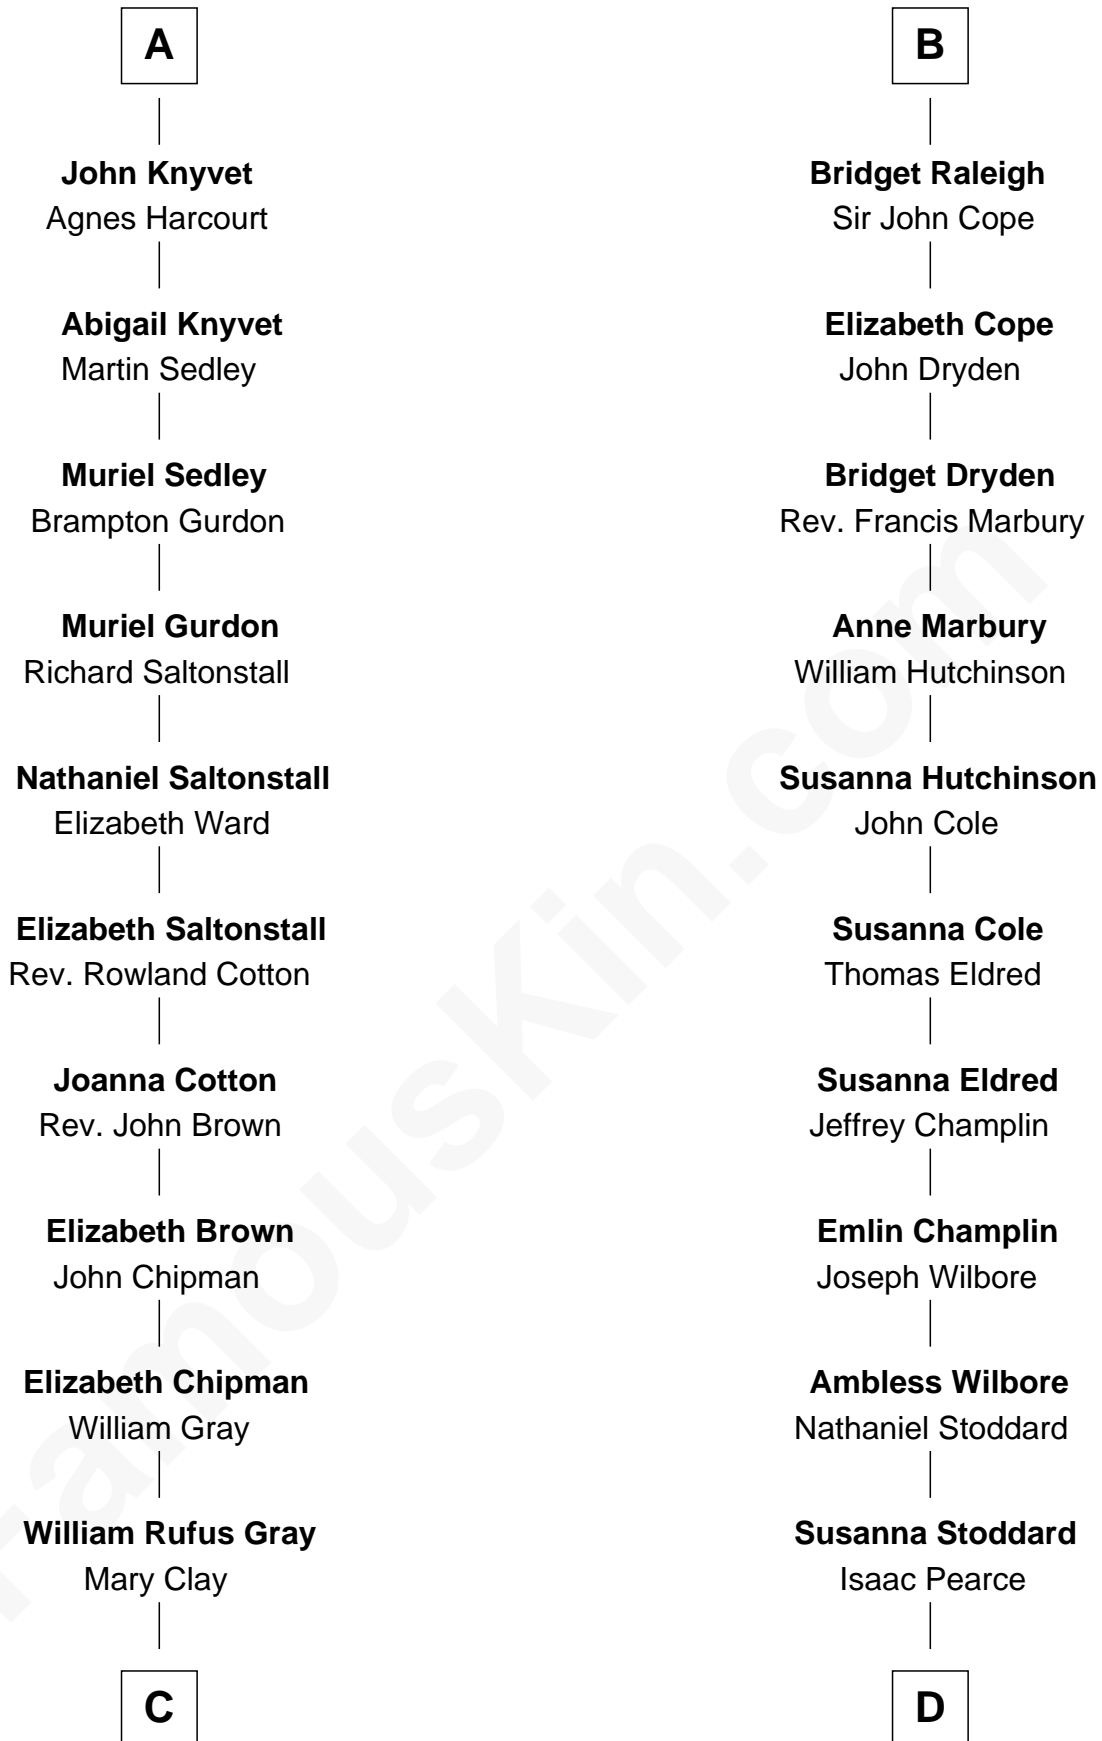 A
John Knyvet
Agnes Harcourt
Abigail Knyvet
Martin Sedley
Muriel Sedley
Brampton Gurdon
Muriel Gurdon
Richard Saltonstall
Nathaniel Saltonstall
Elizabeth Ward
Elizabeth Saltonstall
Rev. Rowland Cotton
Joanna Cotton
Rev. John Brown
Elizabeth Brown
John Chipman
Elizabeth Chipman
William Gray
William Rufus Gray
Mary Clay
C
B
Bridget Raleigh
Sir John Cope
Elizabeth Cope
John Dryden
Bridget Dryden
Rev. Francis Marbury
Anne Marbury
William Hutchinson
Susanna Hutchinson
John Cole
Susanna Cole
Thomas Eldred
Susanna Eldred
Jeffrey Champlin
Emlin Champlin
Joseph Wilbore
Ambless Wilbore
Nathaniel Stoddard
Susanna Stoddard
Isaac Pearce
D
FamousKin.com